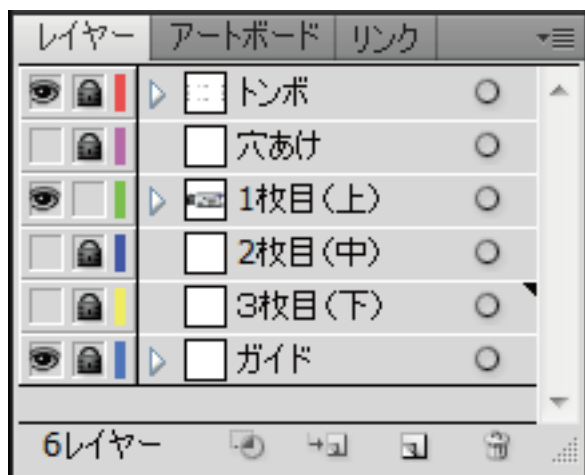 レイヤー アートボード リンク
トンボ
穴あけ
1枚目(上)
2枚目(中)
3枚目(下)
ガイド
6レイヤー